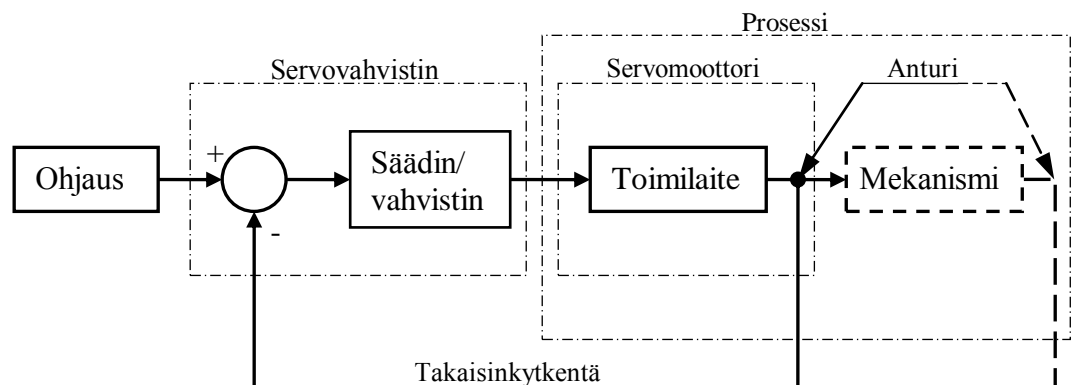 Prosessi
Servovahvistin
Servomoottori
Anturi
Ohjaus
+
-
Säädin/
vahvistin
Toimilaite
Mekanismi
Takaisinkytkentä